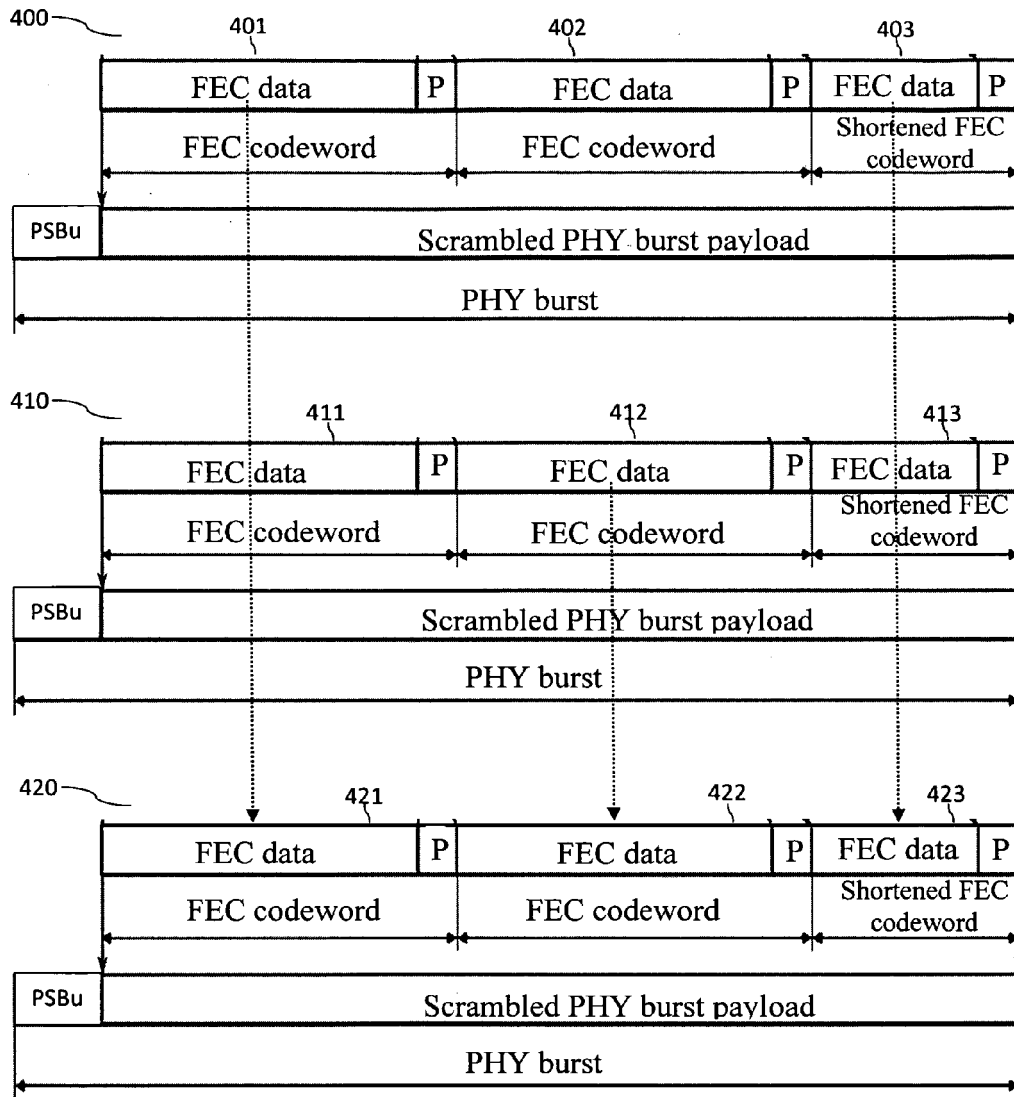 400
401
402
403
FEC data P FEC data P FEC data P
FEC codeword FEC codeword Shortened FEC
codeword
PSBu Scrambled PHY burst payload
PHY burst
410
411
412
413
FEC data P FEC data P FEC data P
FEC codeword FEC codeword Shortened FEC
codeword
PSBu Scrambled PHY burst payload
PHY burst
420
421
422
423
FEC data P FEC data P FEC data P
FEC codeword FEC codeword Shortened FEC
codeword
PSBu Scrambled PHY burst payload
PHY burst